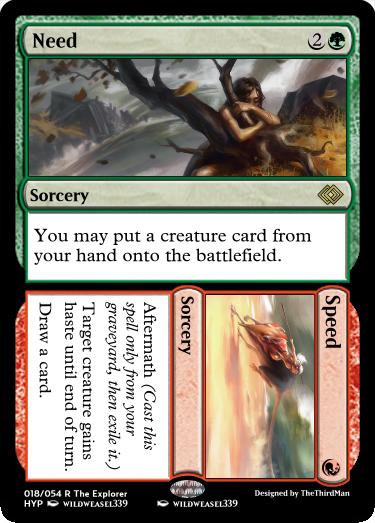 Need 2
Sorcery
You may put a creature card from
your hand onto the battlefield.
Speed
Sorcery
Aftermath (Cast this
spell only from your
graveyard, then exile it.)
Target creature gains
haste until end of turn.
Draw a card.
018/054 R The Explorer
HYP WILDWEASEL339 WILDWEASEL339
Designed by TheThirdMan